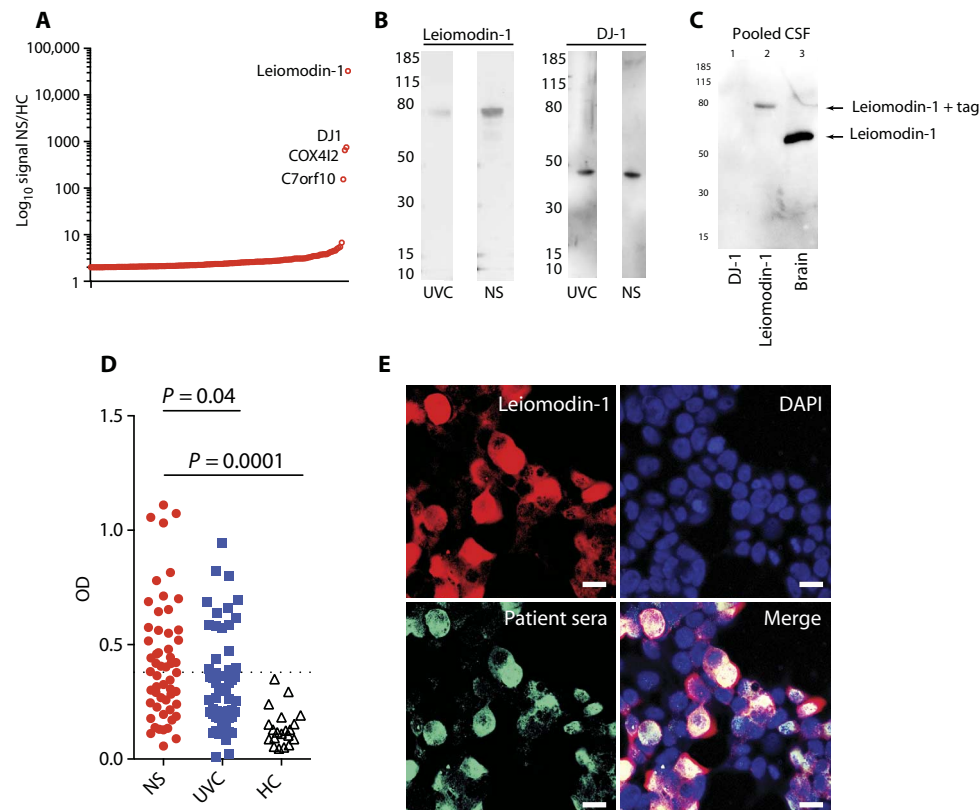 A
Log10 signal NS/HC
100,000
10,000
1000
100
10
1
Leiomodin-1
DJ1
COX4I2
C7orf10
B
Leiomodin-1
DJ-1
185
115
80
50
30
15
10
UVC
NS
185
115
80
50
30
15
10
UVC
NS
C
Pooled CSF
1 2 3
185
115
80
50
30
15
Leiomodin-1 + tag
Leiomodin-1
DJ-1
Leiomodin-1
Brain
D
P = 0.04
P = 0.0001
OD
1.5
1.0
0.5
0.0
NS
UVC
HC
E
Leiomodin-1
DAPI
Patient sera
Merge